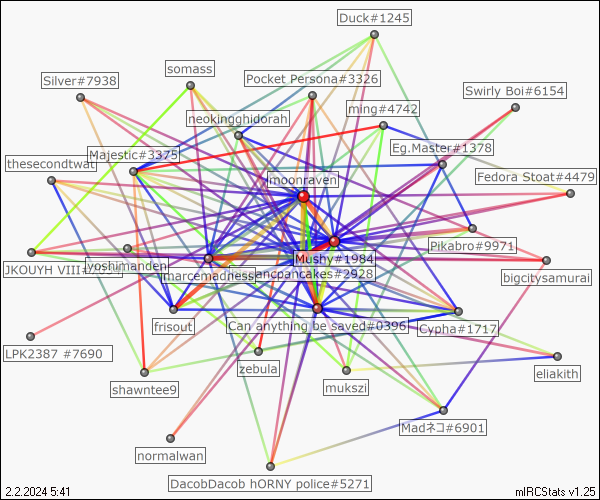 Duck#1245
somass
Silver#7938
Pocket Persona#3326
Swirly Boi#6154
ming#4742
neokingghidorah
Eg.Master#1378
Majestic#3375
thesecondtwat
moonraven
Fedora Stoat#4479
Pikabro#9971
Mushy#1984
JKOUYH VIII
yoshimanden
marcemadness
ancpancakes#2928
bigcitysamurai
frisout
Can anything be saved#0396
Cypha#1717
LPK2387 #7690
zebula
eliakith
shawntee9
mukszi
Madネコ#6901
normalwan
DacobDacob hORNY police#5271
2.2.2024 5:41
mIRCStats v1.25